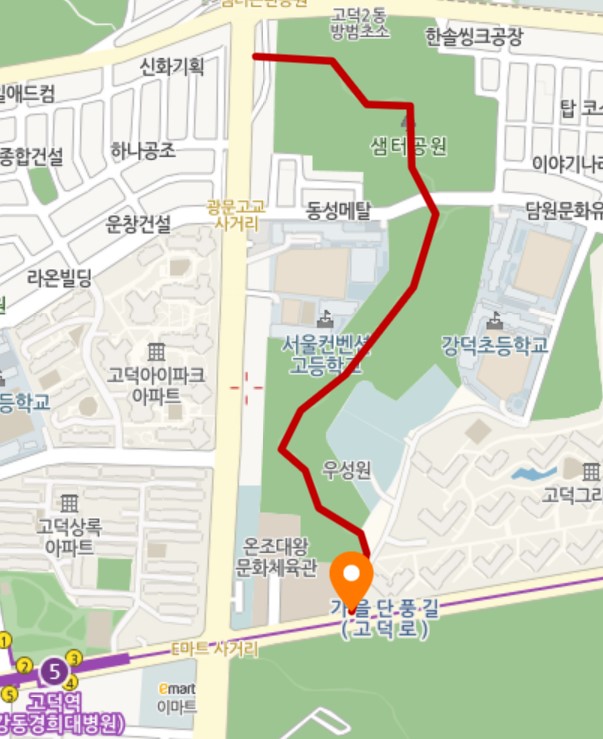 고덕2동
방범초소
한솔씽크공장
신화기획
일애드컴
탑 코스
샘터공원
종합건설
하나공조
이야기나라
광문고교
사거리
동성메탈
담원문화유
운창건설
라온빌딩
원
서울컨벤션
고등학교
강덕초등학교
고덕아이파크
아파트
등학교
우성원
고덕그라
고덕상록
아파트
온조대왕
문화체육관
가을단풍길
(고덕로)
E마트 사거리
1
2
3
4
5
5
고덕역
강동경희대병원)
emart
이마트